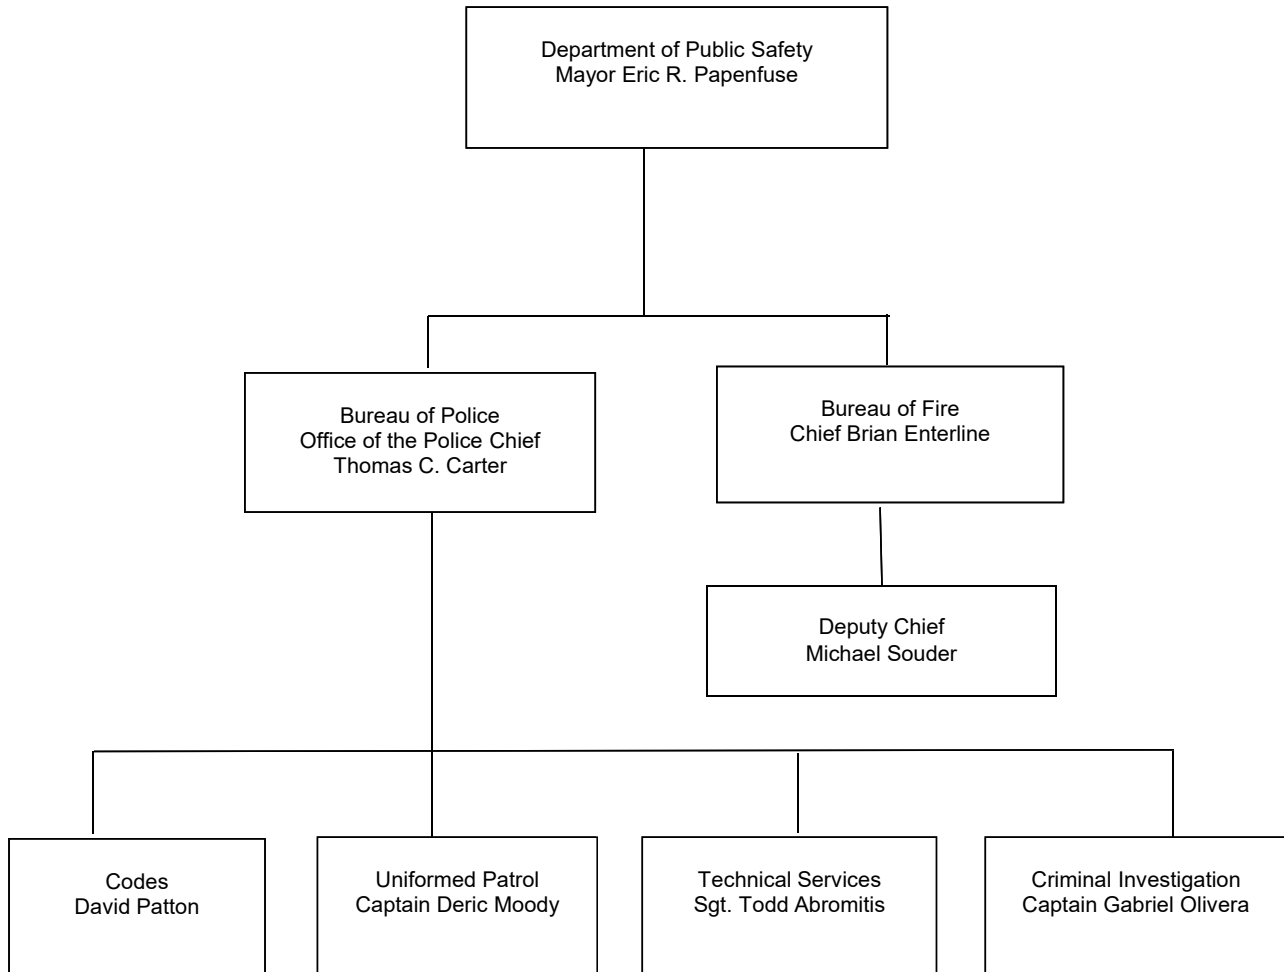 Department of Public Safety
Mayor Eric R. Papenfuse
Bureau of Police
Office of the Police Chief
Thomas C. Carter
Bureau of Fire
Chief Brian Enterline
Deputy Chief
Michael Souder
Codes
David Patton
Uniformed Patrol
Captain Deric Moody
Technical Services
Sgt. Todd Abromitis
Criminal Investigation
Captain Gabriel Olivera